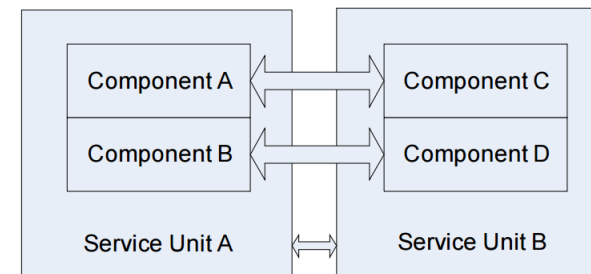 Component A
Component C
Component B
Component D
Service Unit A
Service Unit B